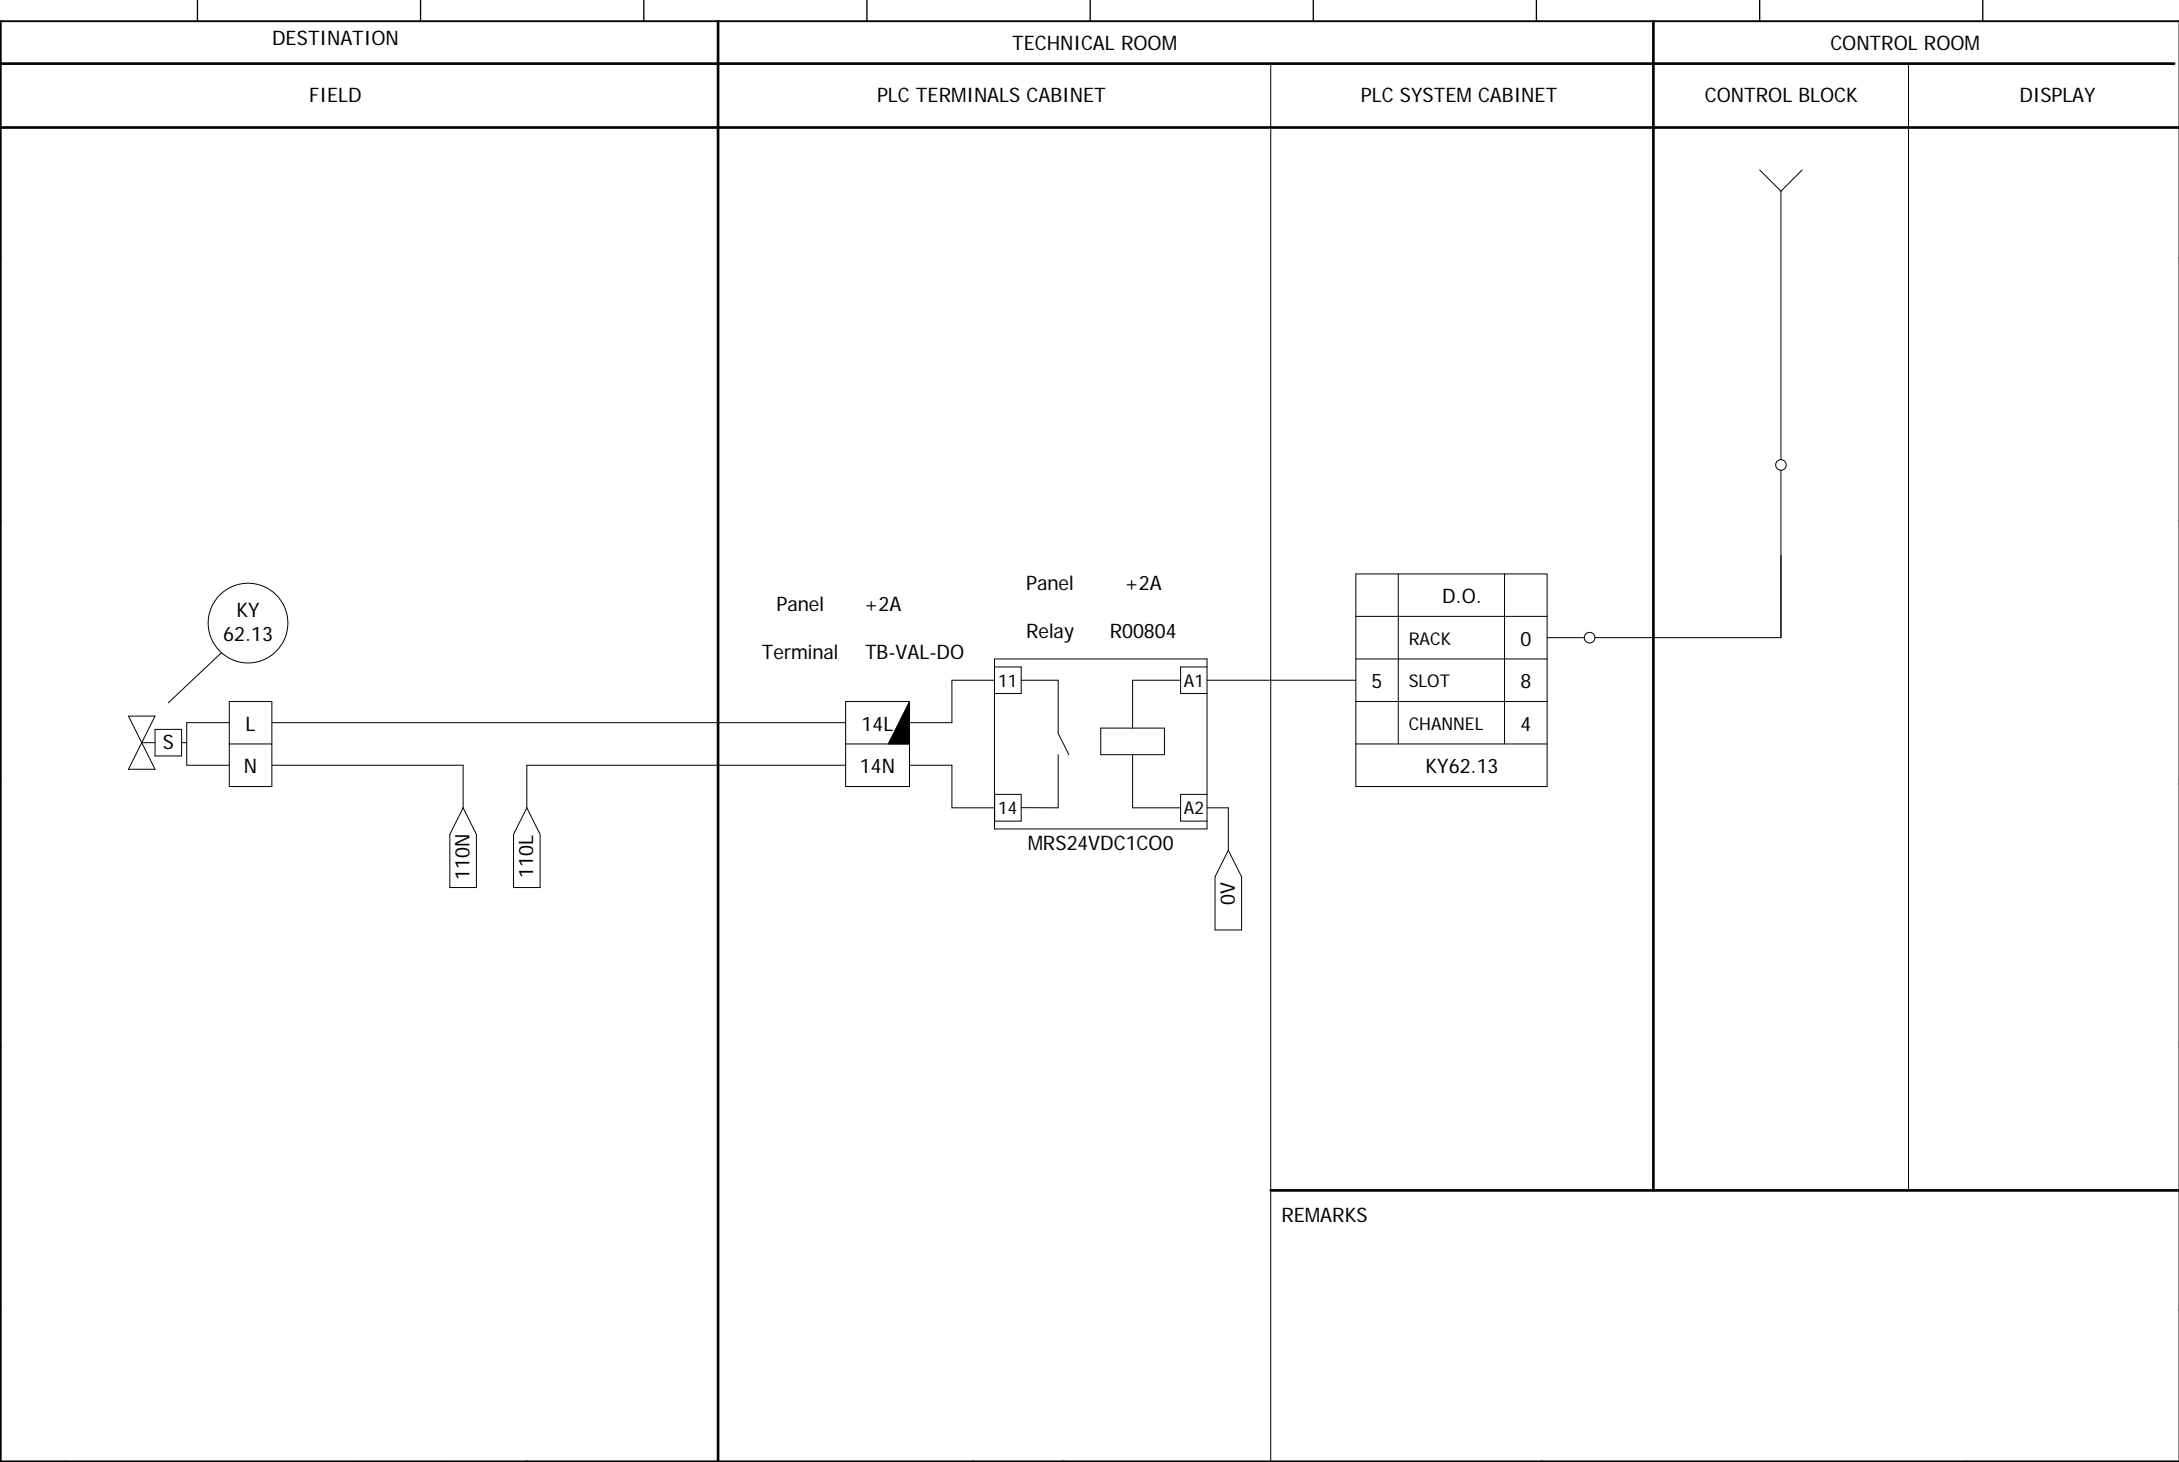 DESTINATION
TECHNICAL ROOM
CONTROL ROOM
FIELD
PLC TERMINALS CABINET
PLC SYSTEM CABINET
CONTROL BLOCK
DISPLAY
KY
62.13
S
L
N
110N
110L
Panel +2A
Terminal TB-VAL-DO
14L
14N
Panel +2A
Relay R00804
11
14
A1
A2
MRS24VDC1CO0
0V
D.O.
RACK 0
5 SLOT 8
CHANNEL 4
KY62.13
REMARKS